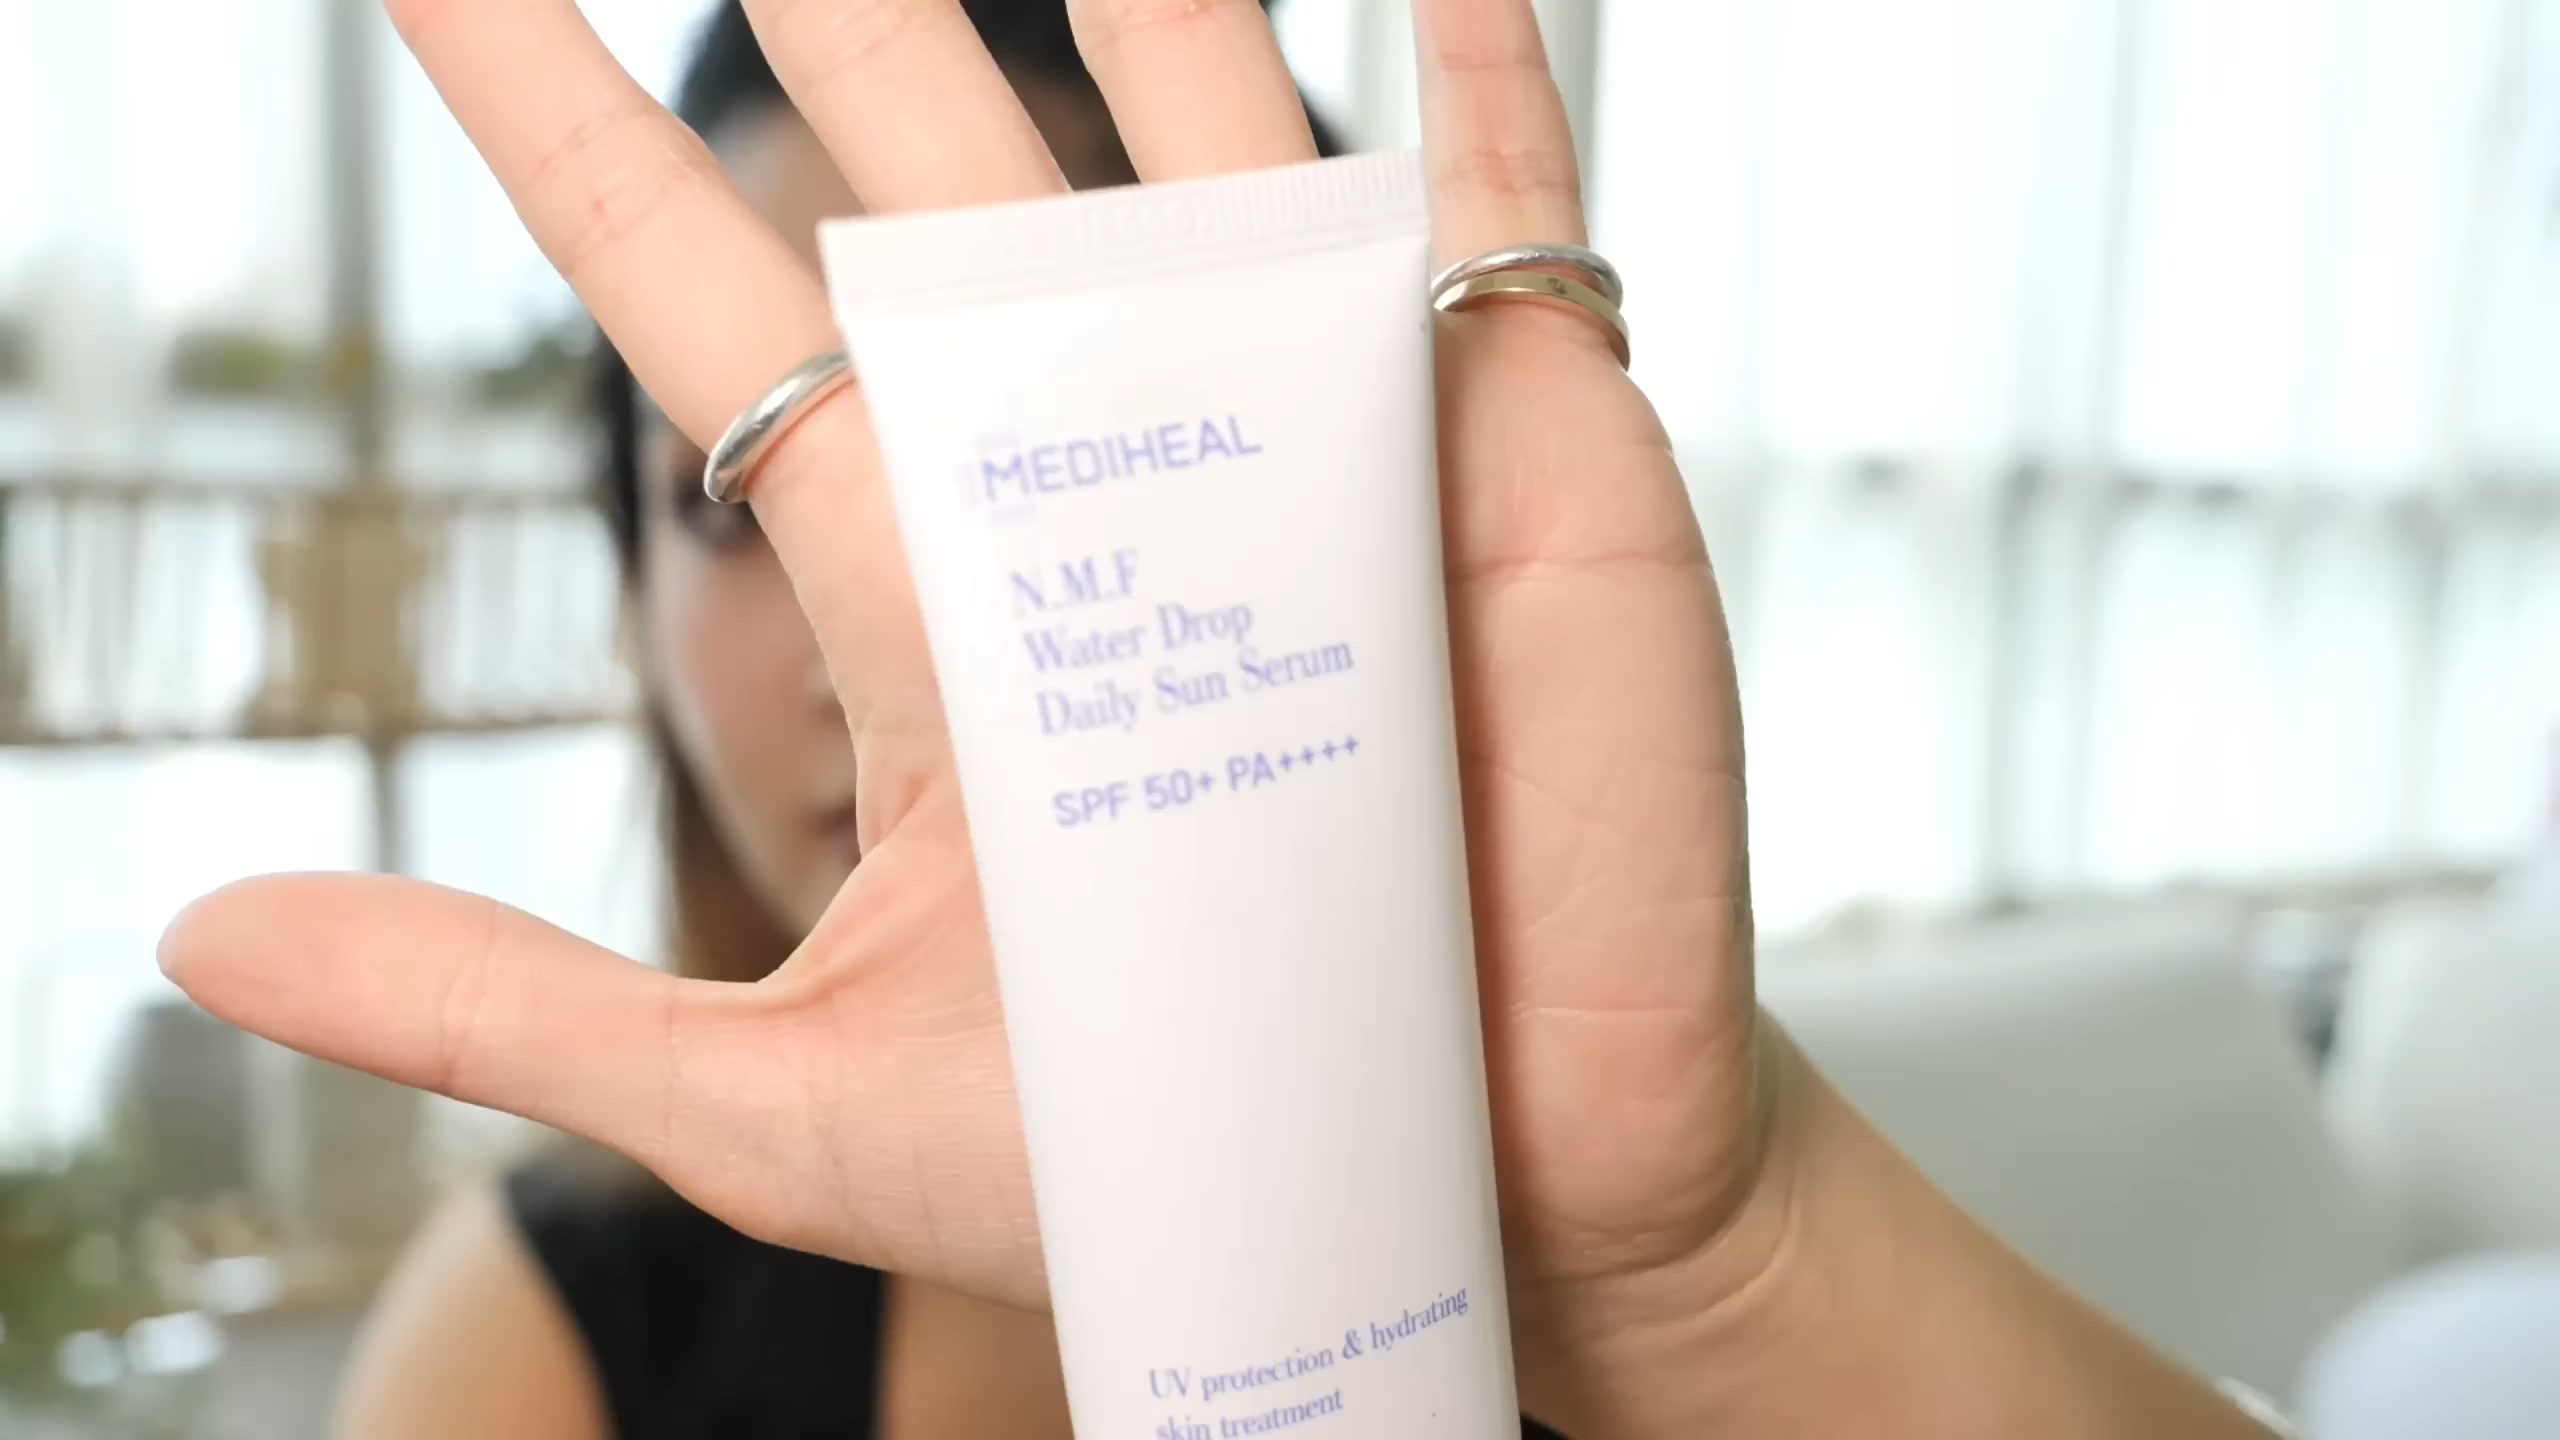 MEDIHEAL
N.M.F
Water Drop
Daily Sun Serum
SPF 50+ PA++++
UV protection & hydrating
skin treatment